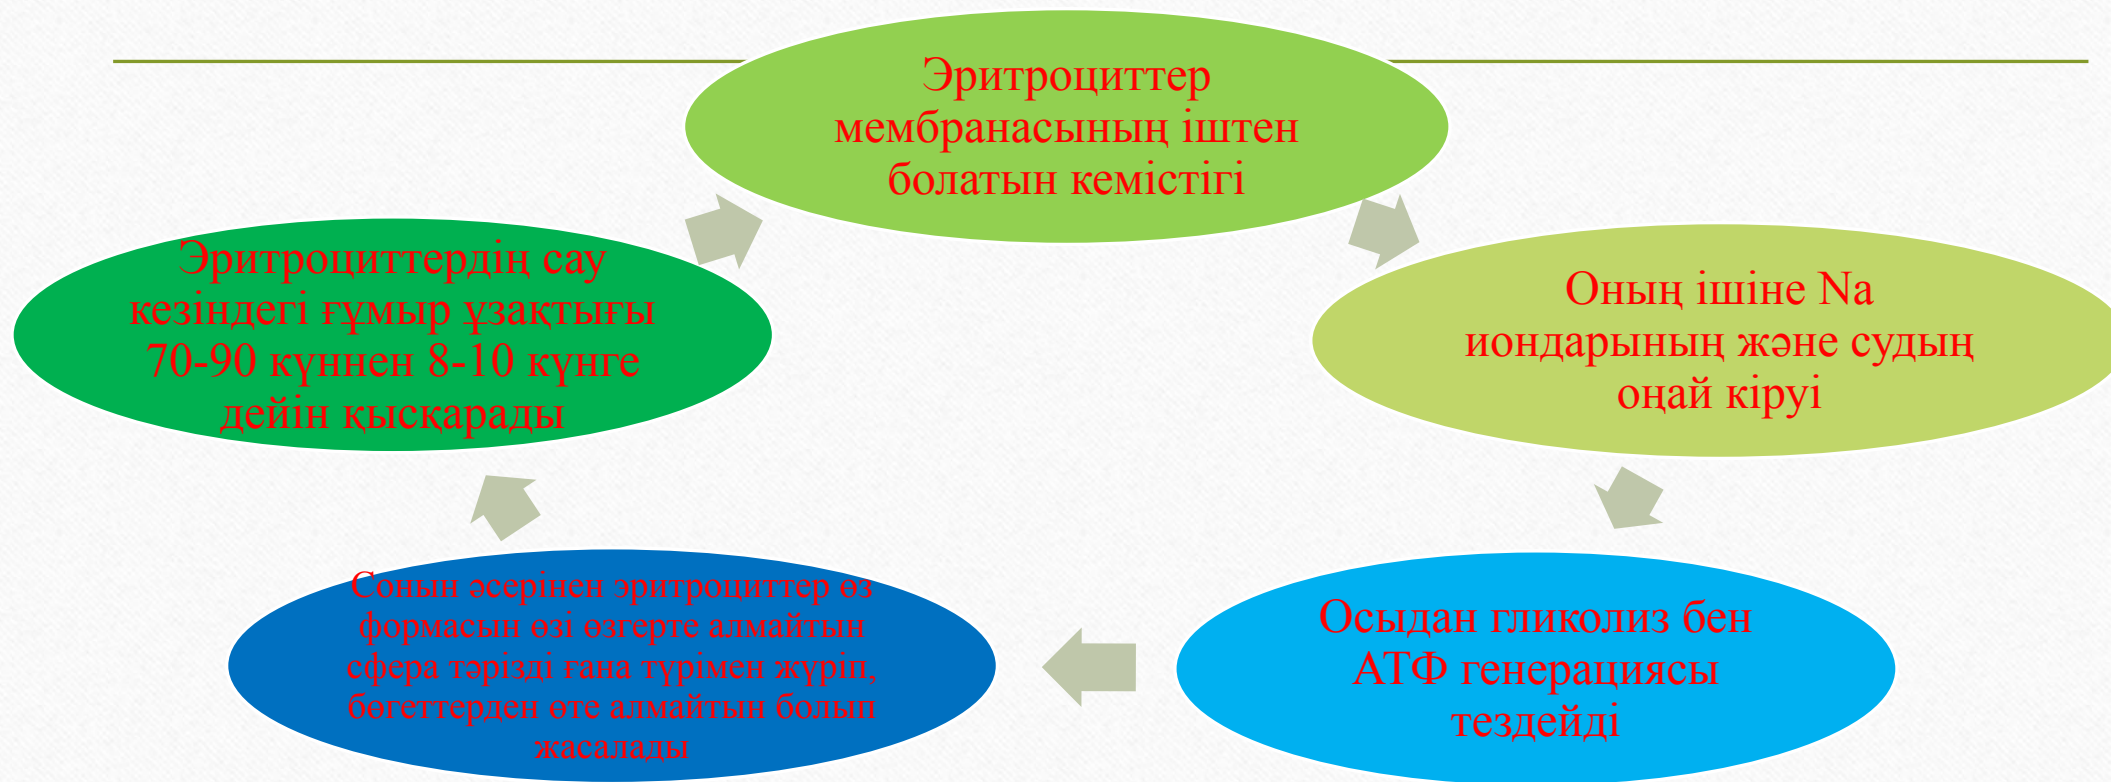 Эритроциттер
мембранасының іштен
болатын кемістігі
Оның ішіне Na
иондарының және судың
оңай кіруі
Осыдан гликолиз бен
АТФ генерациясы
тездейді
Сонын әсерінен эритроциттер өз
формасын өзі өзгерте алмайтын
сфера тәрізді ғана түрімен жүріп,
бөгеттерден өте алмайтын болып
жасалады
Эритроциттердің сау
кезіндегі ғұмыр ұзақтығы
70-90 күннен 8-10 күнге
дейін қысқарады